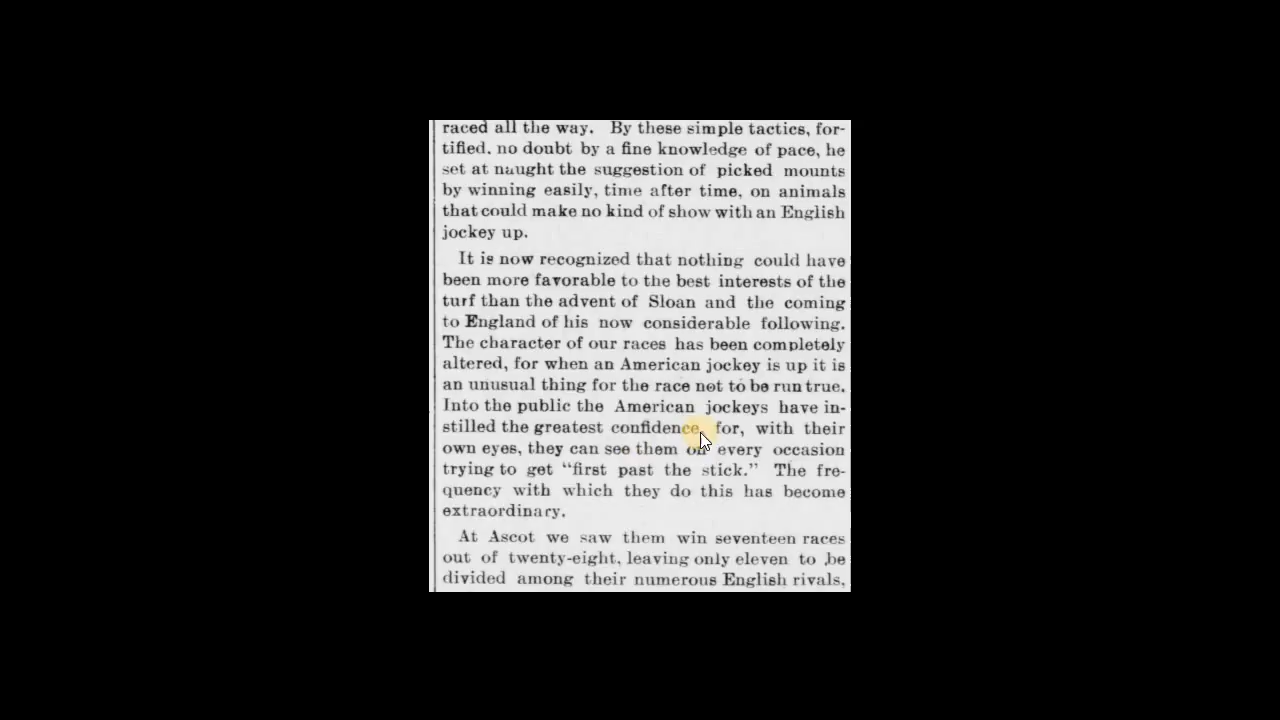 raced all the way. By these simple tactics, for-
tified, no doubt by a fine knowledge of pace, he
set at naught the suggestion of picked mounts
by winning easily, time after time, on animals
that could make no kind of show with an English
jockey up.
It is now recognized that nothing could have
been more favorable to the best interests of the
turf than the advent of Sloan and the coming
to England of his now considerable following.
The character of our races has been completely
altered, for when an American jockey is up it is
an unusual thing for the race not to be run true.
Into the public the American jockeys have in-
stilled the greatest confidence, for, with their
own eyes, they can see them on every occasion
trying to get "first past the stick." The fre-
quency with which they do this has become
extraordinary.
At Ascot we saw them win seventeen races
out of twenty-eight, leaving only eleven to be
divided among their numerous English rivals,